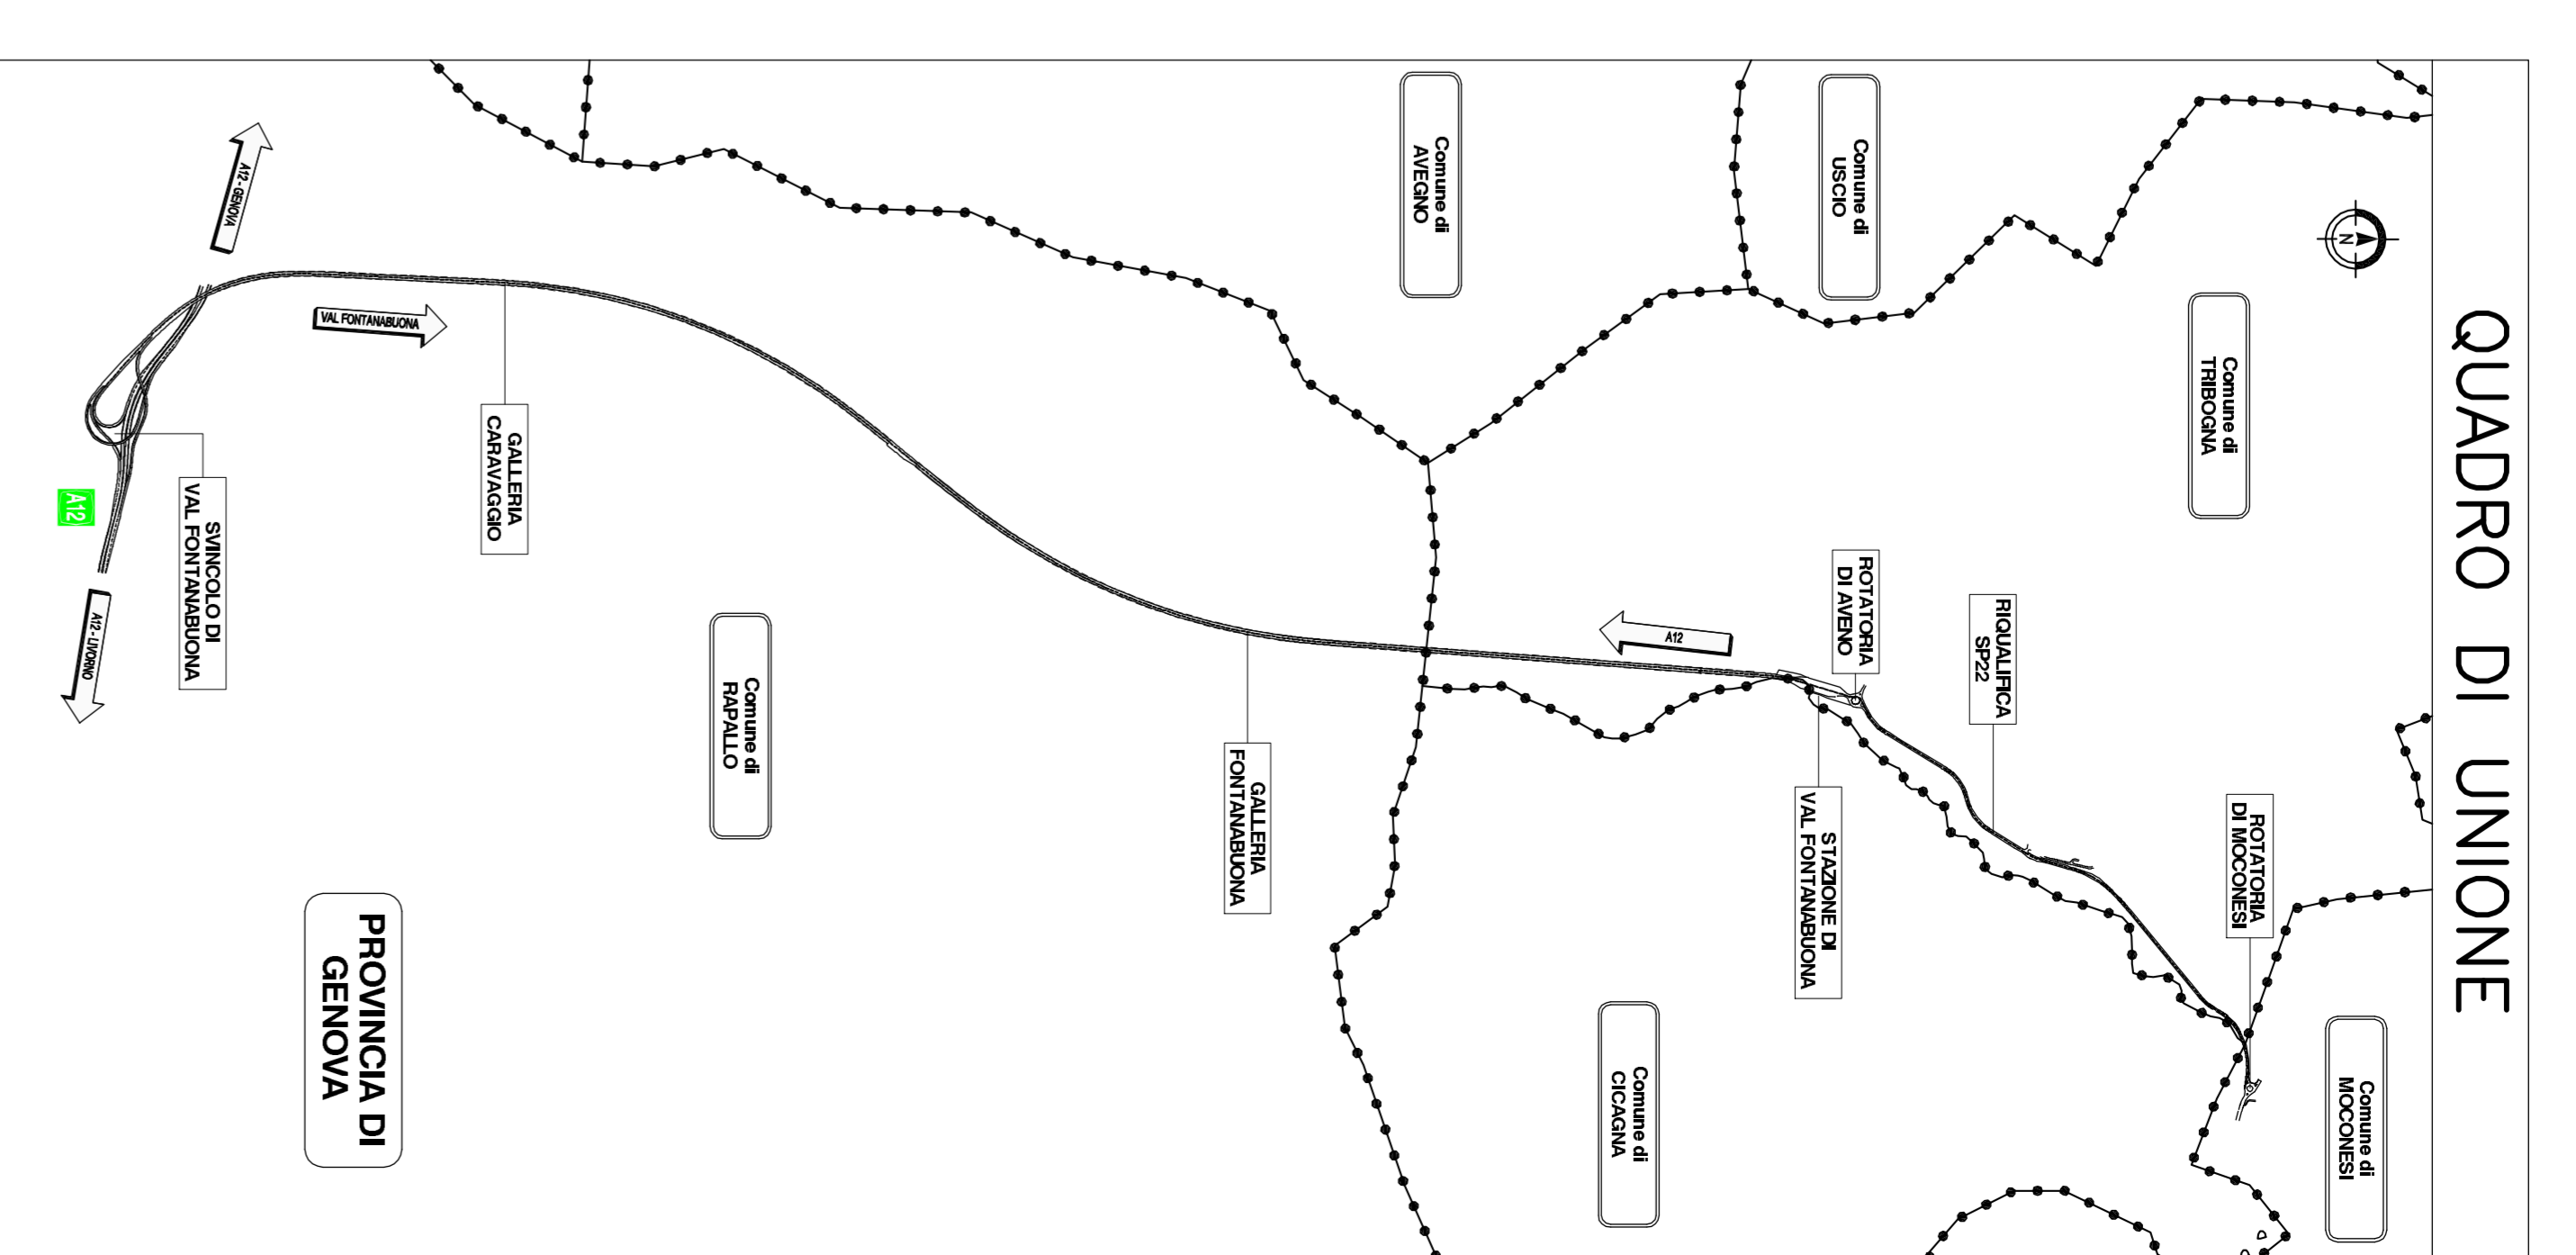 QUADRO DI UNIONE
N
Comune di
USCIO
Comune di
AVEGNO
Comune di
TRIBOGNA
Comune di
MOCONESI
ROTATORIA
DI MOCONESI
RIQUALIFICA
SP22
ROTATORIA
DI AVENO
STAZIONE DI
VAL FONTANABUONA
A12
Comune di
CICAGNA
GALLERIA
FONTANABUONA
Comune di
RAPALLO
GALLERIA
CARAVAGGIO
VAL FONTANABUONA
PROVINCIA DI
GENOVA
A12 - GENOVA
SVINCOLO DI
VAL FONTANABUONA
A12
A12 - LIVORNO